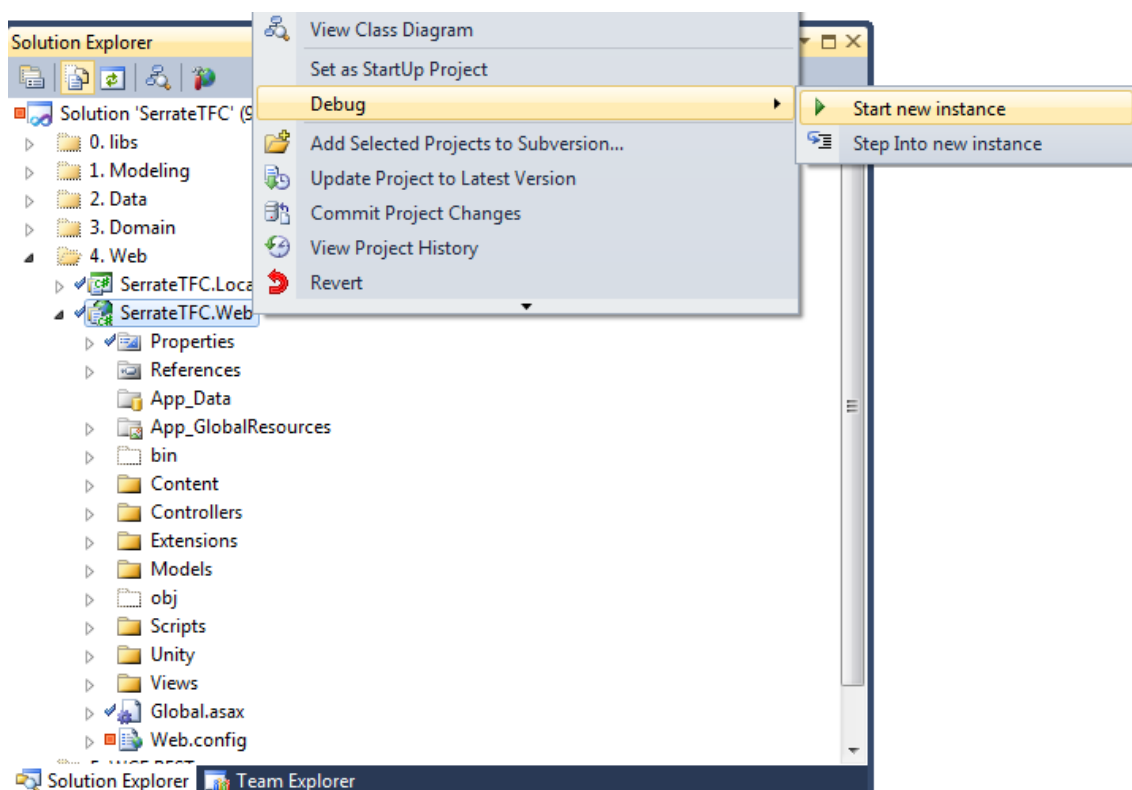 Solution Explorer
View Class Diagram
Set as StartUp Project
Debug
Start new instance
Step Into new instance
Add Selected Projects to Subversion...
Update Project to Latest Version
Commit Project Changes
View Project History
Revert
Solution 'SerrateTFC' (9
0. libs
1. Modeling
2. Data
3. Domain
4. Web
SerrateTFC.Loca
SerrateTFC.Web
Properties
References
App_Data
App_GlobalResources
bin
Content
Controllers
Extensions
Models
obj
Scripts
Unity
Views
Global.asax
Web.config
Solution Explorer
Team Explorer